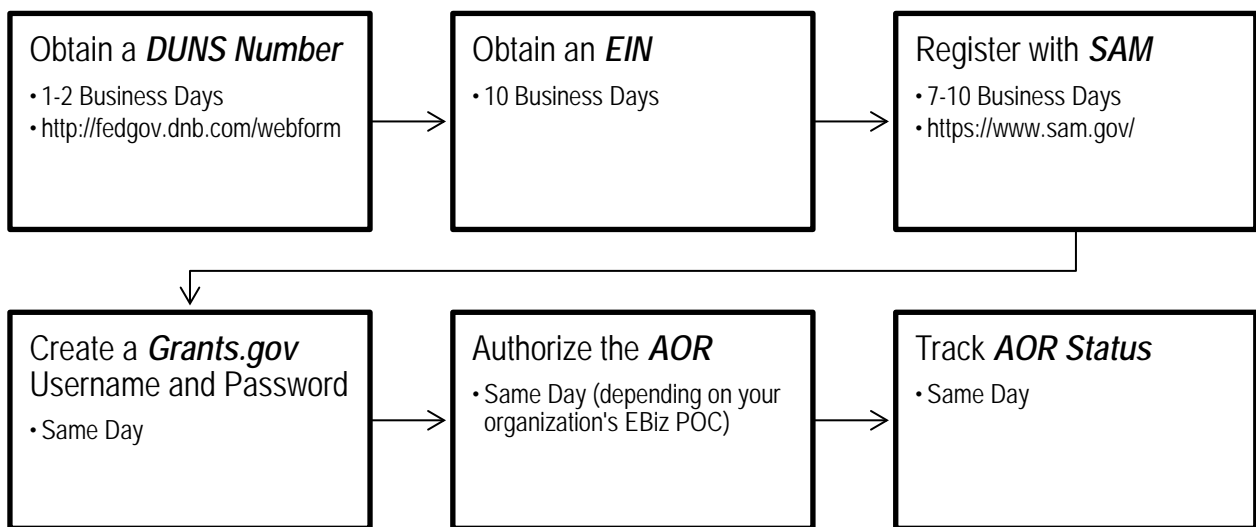 Obtain a DUNS Number
• 1-2 Business Days
• http://fedgov.dnb.com/webform
Obtain an EIN
• 10 Business Days
Register with SAM
• 7-10 Business Days
• https://www.sam.gov/
Create a Grants.gov
Username and Password
• Same Day
Authorize the AOR
• Same Day (depending on your
organization's EBiz POC)
Track AOR Status
• Same Day